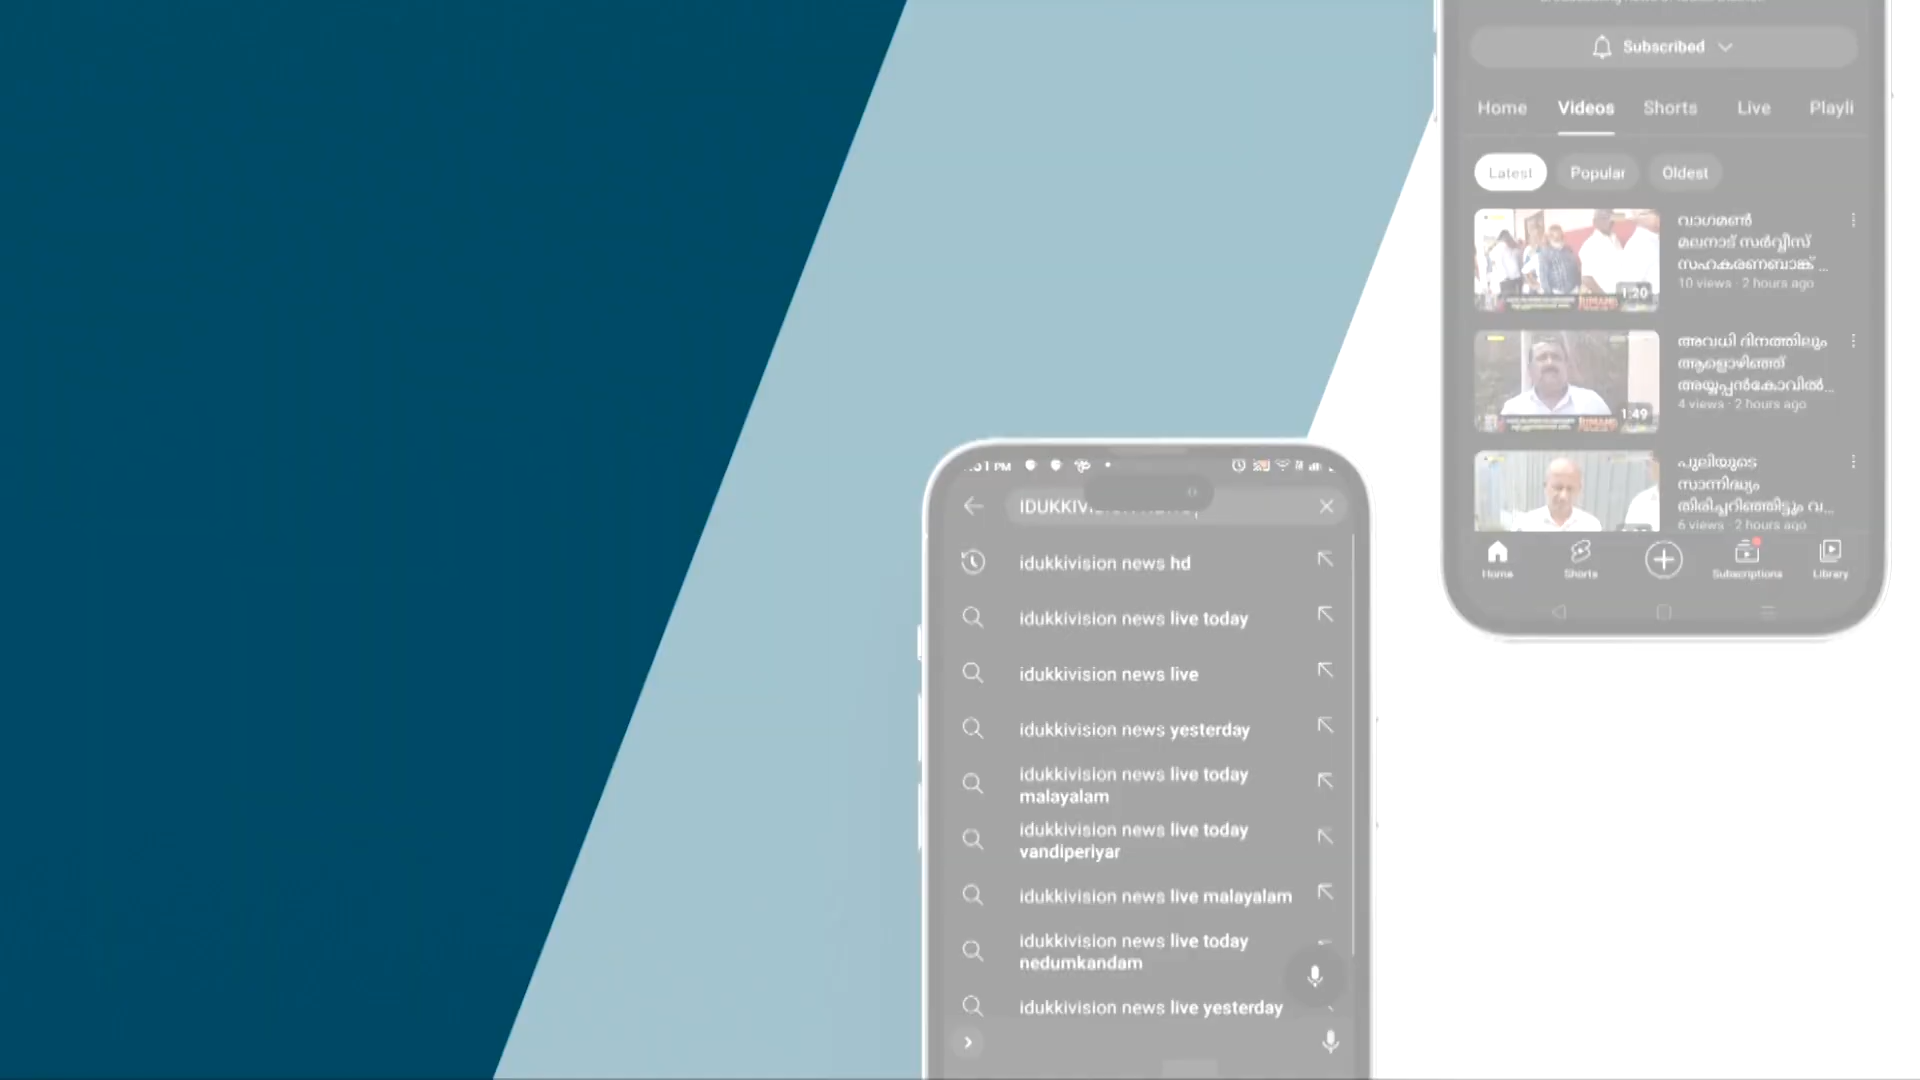 Subscribed
Home Videos Shorts Live Playli
Latest Popular Oldest
വാഗമൺ
മലനാട് സർവ്വീസ്
സഹകരണബാങ്ക് ...
10 views · 2 hours ago
1:20
അവധി ദിനത്തിലും
ആളൊഴിഞ്ഞ്
അയ്യപ്പൻകോവിൽ...
4 views · 2 hours ago
1:49
പുലിയുടെ
സാന്നിദ്ധ്യം
തിരിച്ചറിഞ്ഞിട്ടും വ...
6 views · 2 hours ago
Home Shorts Subscriptions Library
PM
idukkivision news hd
idukkivision news live today
idukkivision news live
idukkivision news yesterday
idukkivision news live today
malayalam
idukkivision news live today
vandiperiyar
idukkivision news live malayalam
idukkivision news live today
nedumkandam
idukkivision news live yesterday